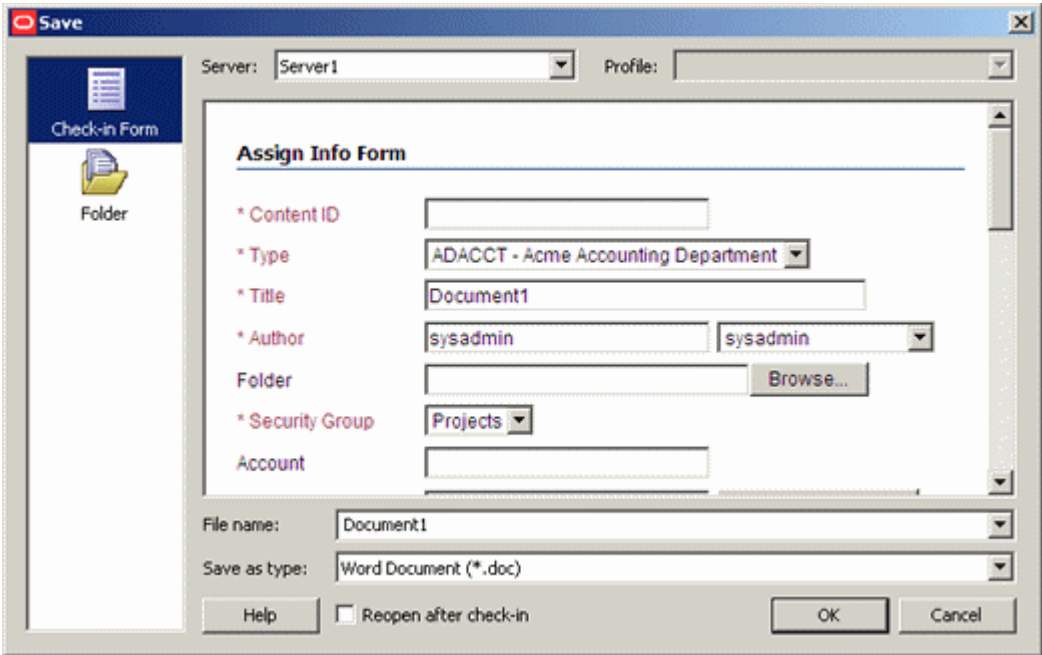 Save
Server: Server1 Profile:
Check-in Form
Folder
Assign Info Form
* Content ID
* Type ADACCT - Acme Accounting Department
* Title Document1
* Author sysadmin sysadmin
Folder Browse...
* Security Group Projects
Account
File name: Document1
Save as type: Word Document (*.doc)
Help Reopen after check-in OK Cancel